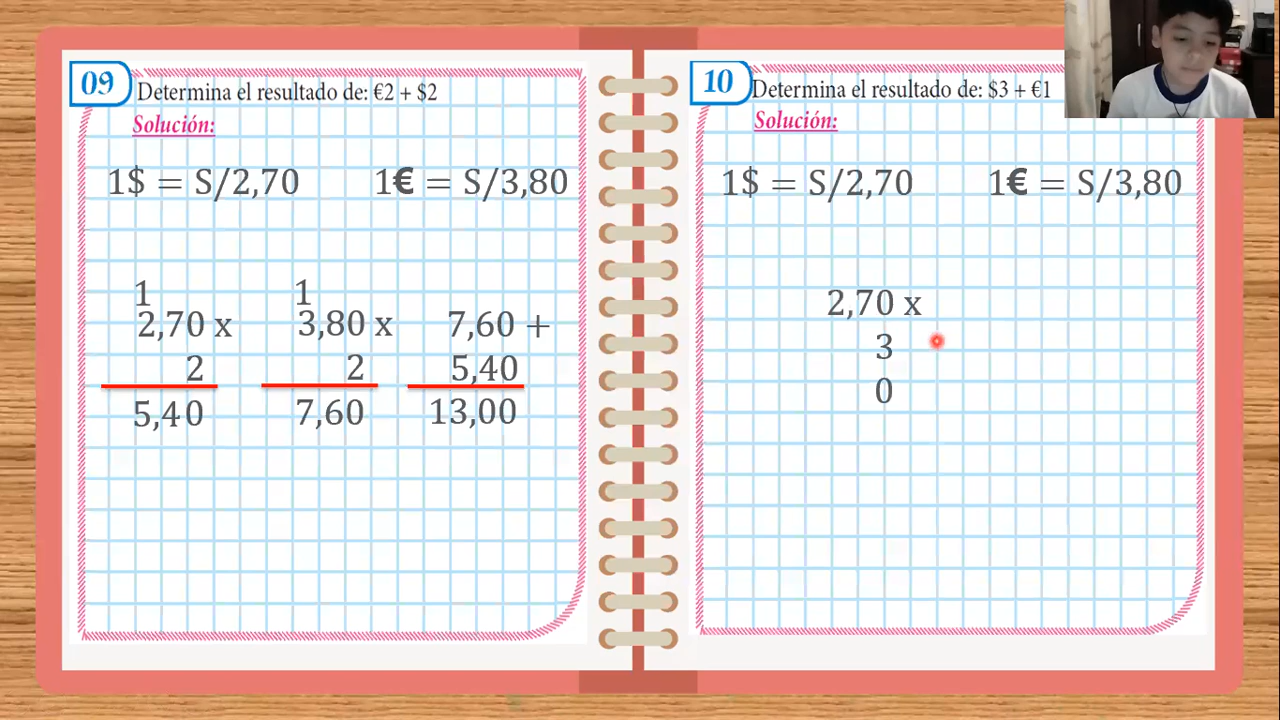 09
Determina el resultado de: €2 + $2
Solución:
1$ = S/2,70 1€ = S/3,80
1 1
2,70 x 3,80 x 7,60 +
2 2 5,40
5,40 7,60 13,00
10
Determina el resultado de: $3 + €1
Solución:
1$ = S/2,70 1€ = S/3,80
2,70 x
3
0